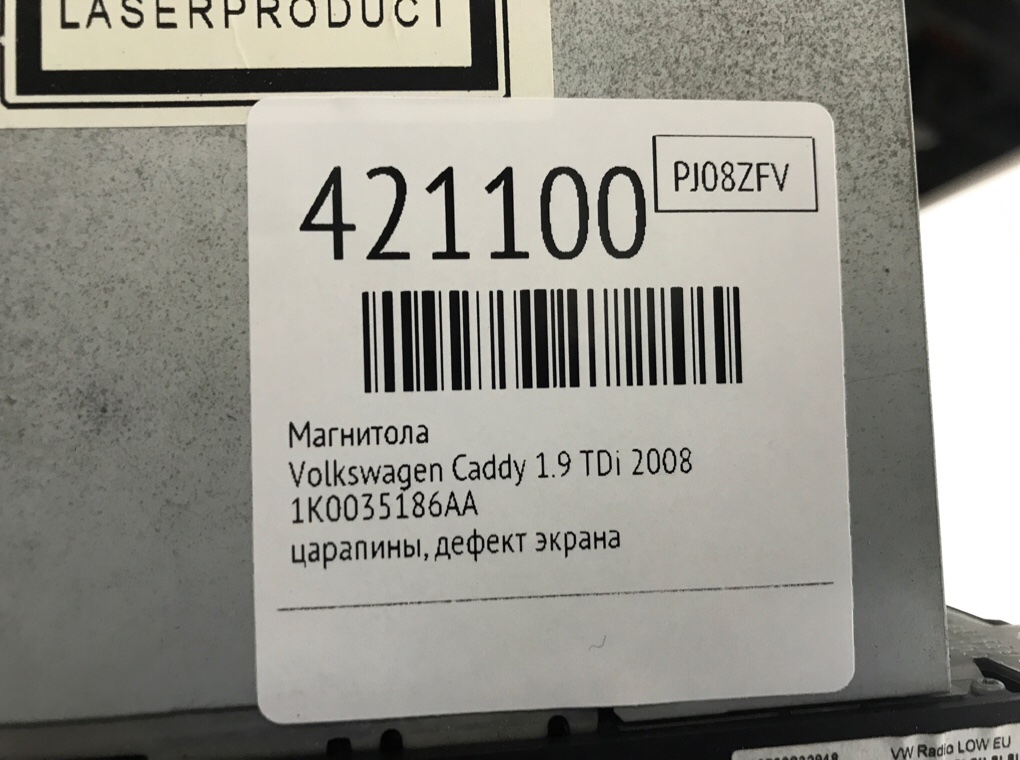 LASERPRODUCT
421100
PJ08ZFV
Магнитола
Volkswagen Caddy 1.9 TDi 2008
1K0035186AA
царапины, дефект экрана
VW Radio LOW EU